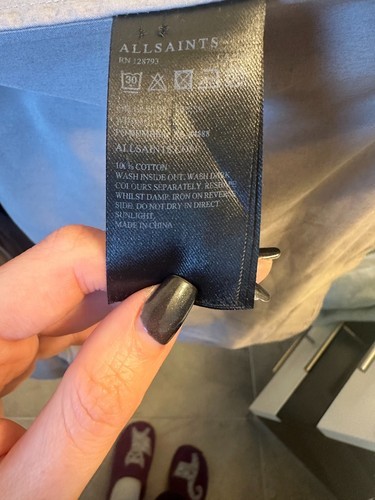 ALLSAINTS
RN 128793
30
ALLSAINTS.COM
100% COTTON
WASH INSIDE OUT. WASH DARK
COLOURS SEPARATELY. RESHAPE
WHILST DAMP. IRON ON REVERSE
SIDE. DO NOT DRY IN DIRECT
SUNLIGHT.
MADE IN CHINA